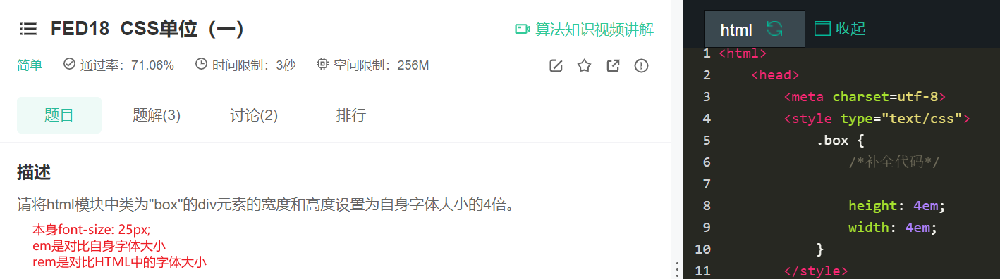 FED18 CSS单位（一）
算法知识视频讲解
简单
通过率：71.06%
时间限制：3秒
空间限制：256M
题目
题解(3)
讨论(2)
排行
描述
请将html模块中类为"box"的div元素的宽度和高度设置为自身字体大小的4倍。
本身font-size: 25px;
em是对比自身字体大小
rem是对比HTML中的字体大小
html
收起
1 <html>
2 <head>
3 <meta charset=utf-8>
4 <style type="text/css">
5 .box {
6 /*补全代码*/
7
8 height: 4em;
9 width: 4em;
10 }
11 </style>